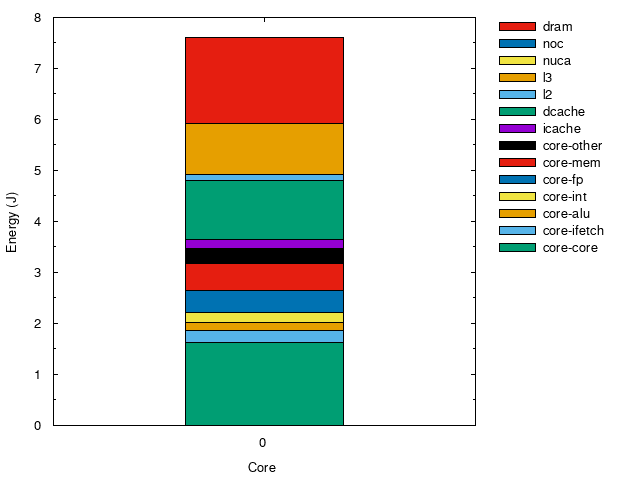 8
7
6
5
4
3
2
1
0
Energy (J)
0
Core
dram
noc
nuca
l3
l2
dcache
icache
core-other
core-mem
core-fp
core-int
core-alu
core-ifetch
core-core